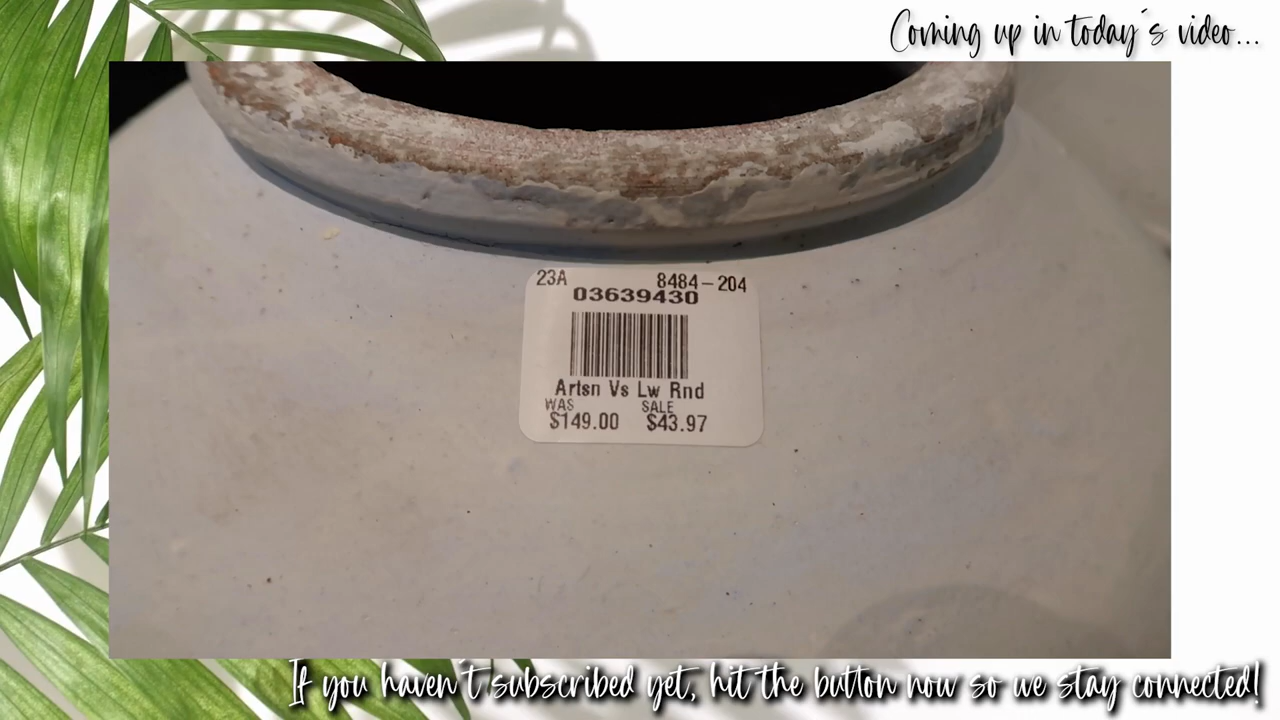 Coming up in today's video...
23A 8484-204
03639430
Artsn Vs Lw Rnd
WAS SALE
$149.00 $43.97
If you haven't subscribed yet, hit the button now so we stay connected!